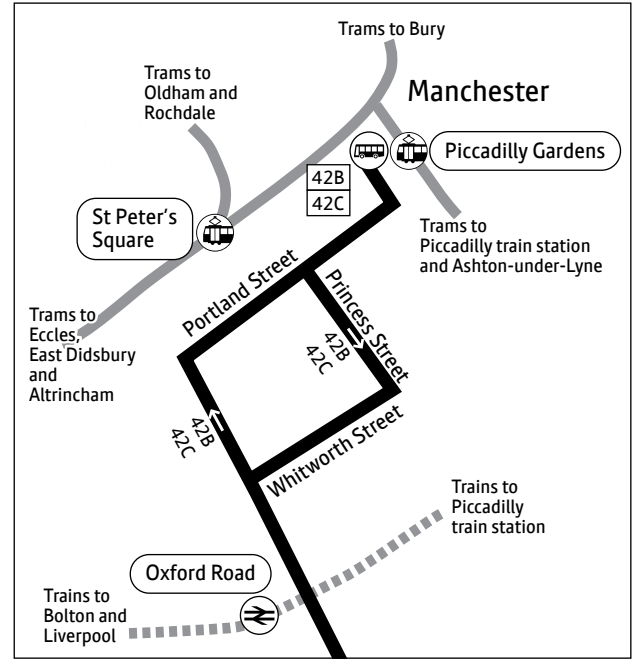 Trams to Bury
Trams to
Oldham and
Rochdale
Manchester
Piccadilly Gardens
42B
42C
St Peter's
Square
Trams to
Piccadilly train station
and Ashton-under-Lyne
Portland Street
Princess Street
42B
42C
Trams to
Eccles,
East Didsbury
and
Altrincham
42B
42C
Whitworth Street
Trains to
Piccadilly
train station
Oxford Road
Trains to
Bolton and
Liverpool